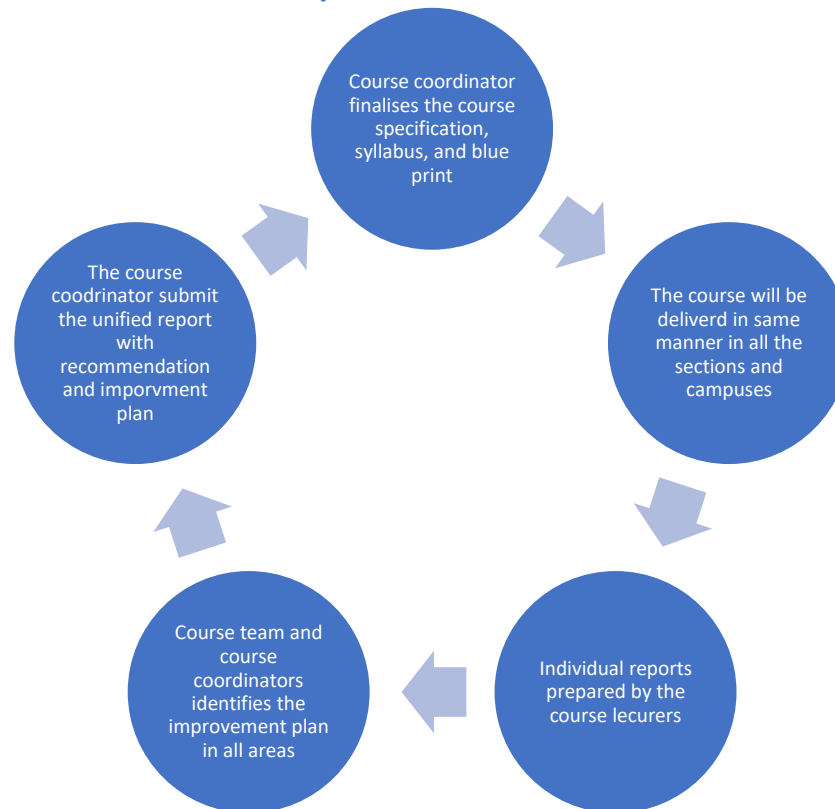 Course coordinator
finalises the course
specification,
syllabus, and blue
print
The course will be
deliverd in same
manner in all the
sections and
campuses
Individual reports
prepared by the
course lecurers
Course team and
course
coordinators
identifies the
improvement plan
in all areas
The course
coodrinator submit
the unified report
with
recommendation
and imporvment
plan